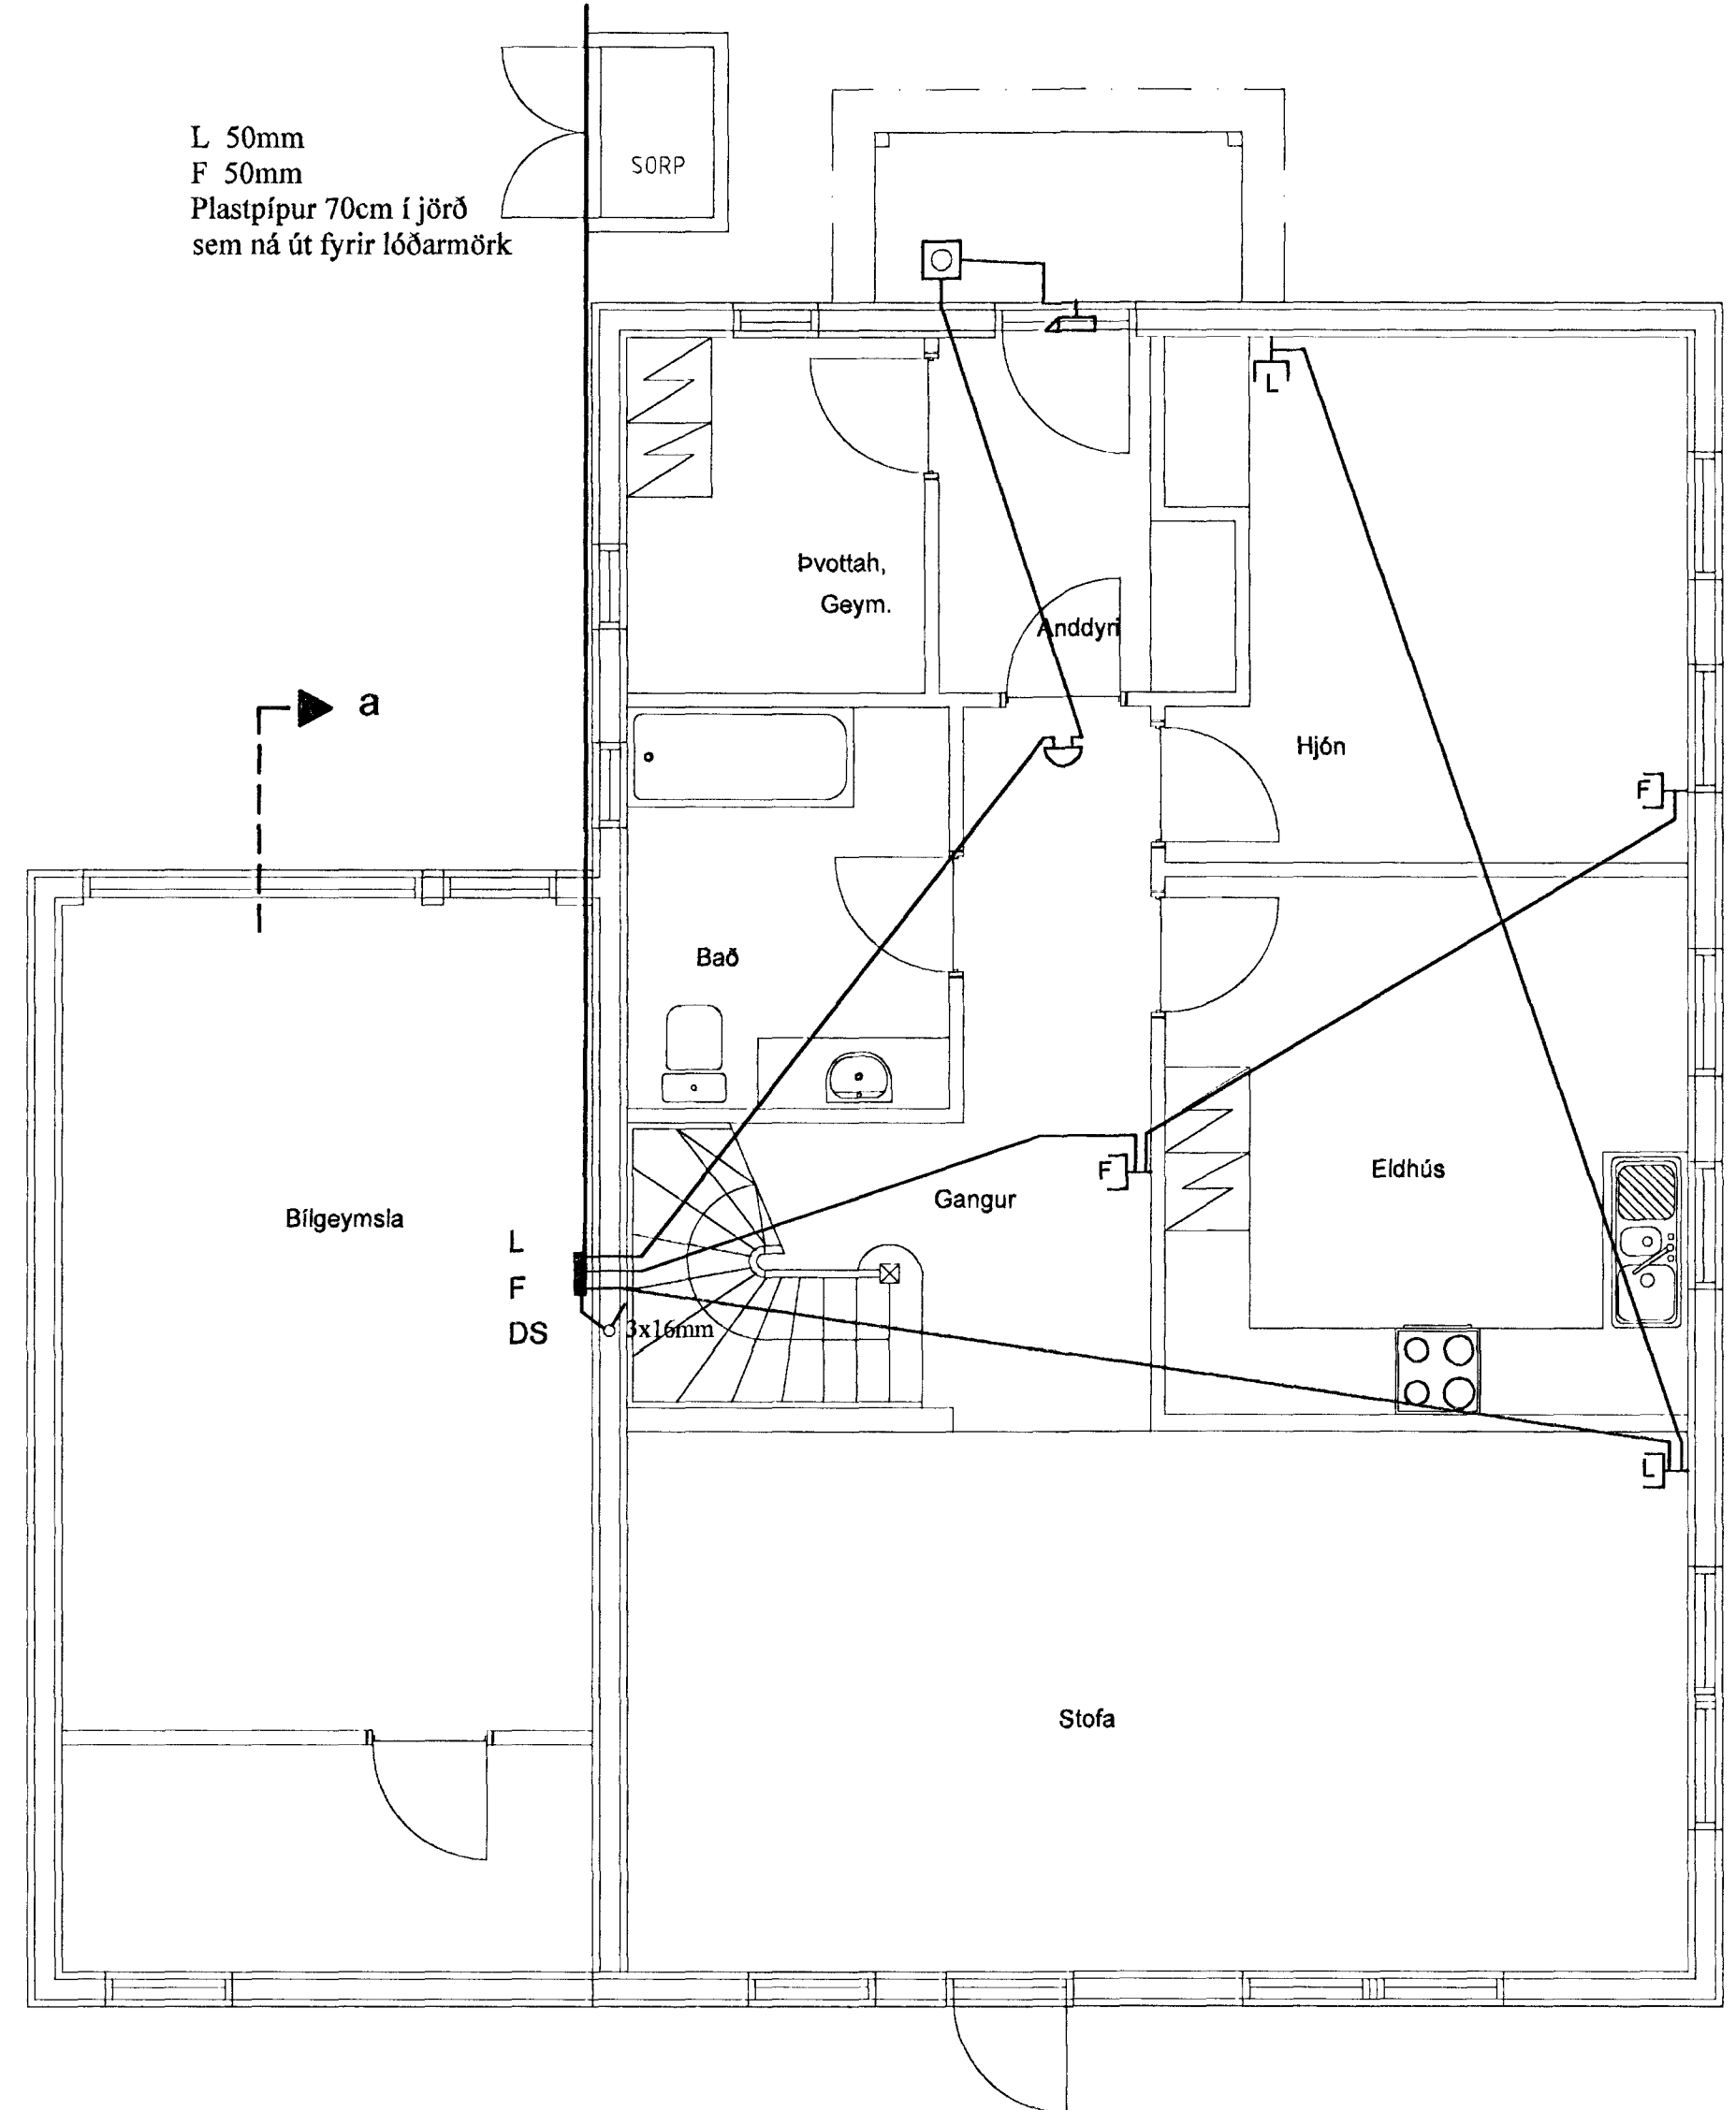 L 50mm
F 50mm
Plastpípur 70cm í jörð
sem ná út fyrir lóðarmörk
SORP
L
Þvottah,
Geym.
Anddyri
a
Hjón
F
Bað
F
Eldhús
Gangur
Bílgeymsla
L
F
DS
3x16mm
L
Stofa